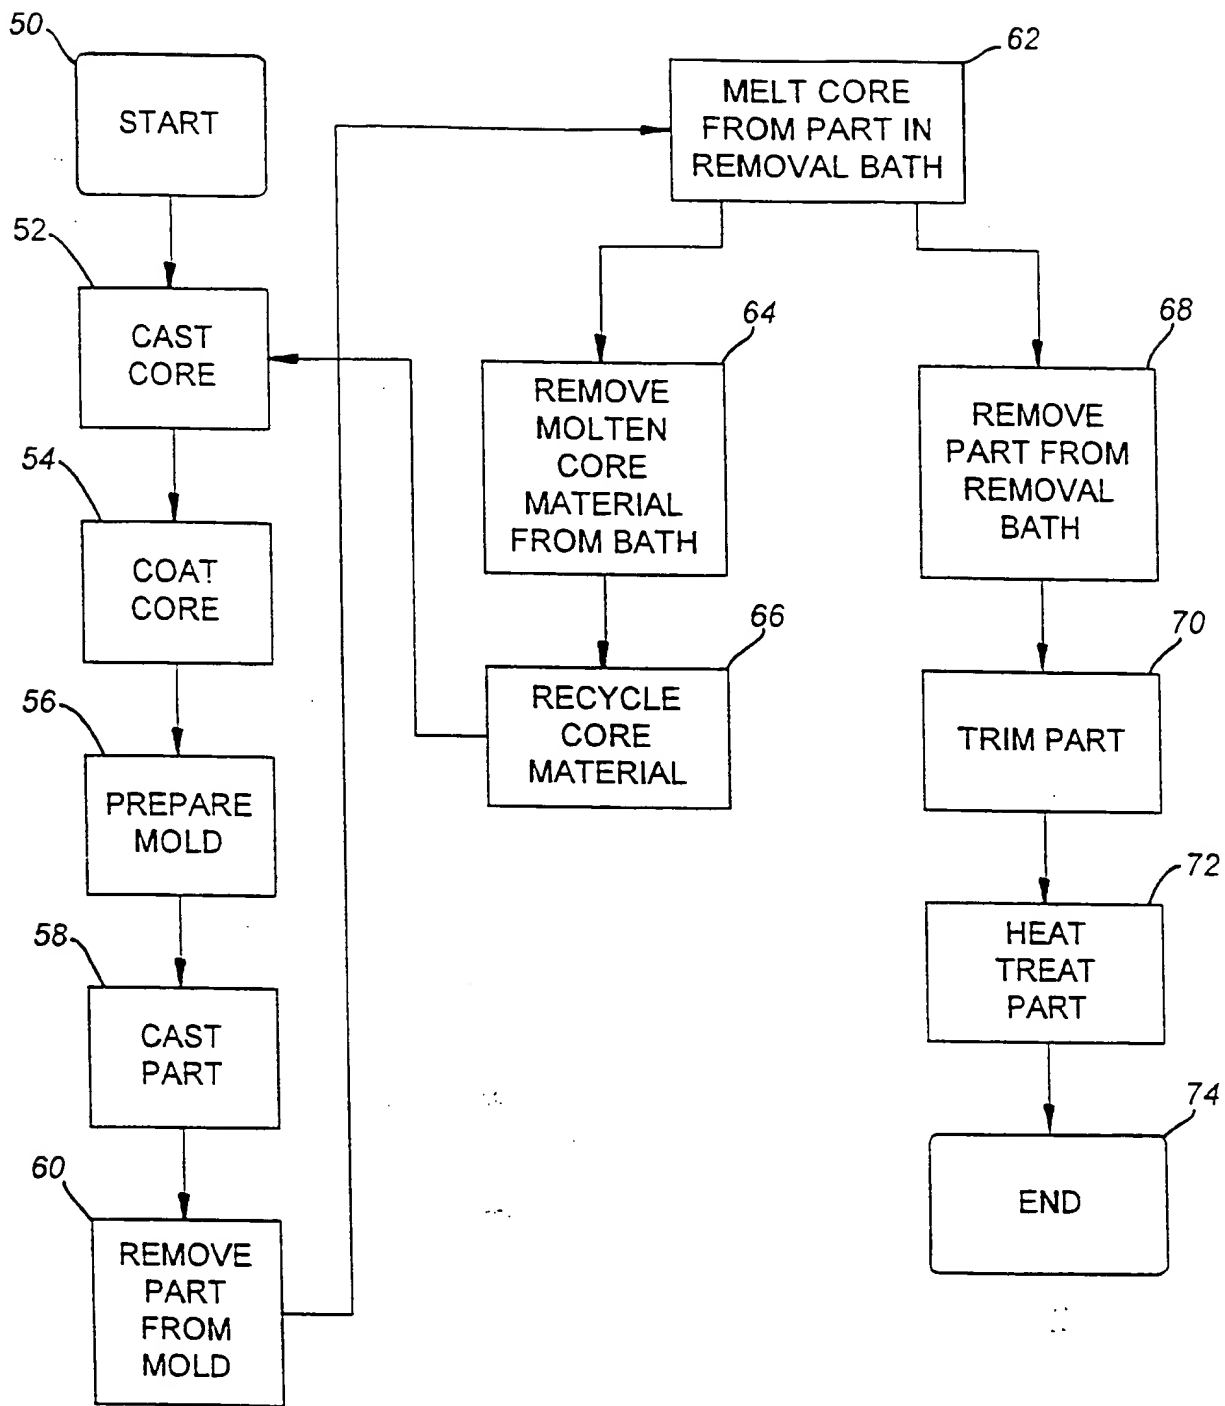 50
START
52
CAST
CORE
54
COAT
CORE
56
PREPARE
MOLD
58
CAST
PART
60
REMOVE
PART
FROM
MOLD
62
MELT CORE
FROM PART IN
REMOVAL BATH
64
REMOVE
MOLTEN
CORE
MATERIAL
FROM BATH
66
RECYCLE
CORE
MATERIAL
68
REMOVE
PART FROM
REMOVAL
BATH
70
TRIM PART
72
HEAT
TREAT
PART
74
END